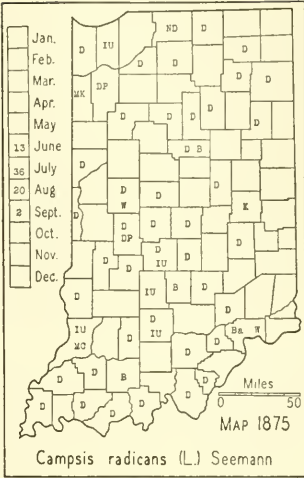 Jan.
Feb.
Mar.
Apr.
May
13 June
36 July
20 Aug
2 Sept.
Oct.
Nov.
Dec.
ND D
D IU D
D D
MK DP D D
D
D D D D
D B
D
D D
W K
D D D D
DP D D
D IU
D
IU B D
D D
IU D Ba W
MC D IU D
D D B D D
D D D D D
Miles
0 50
MAP 1875
Campsis radicans (L.) Seemann